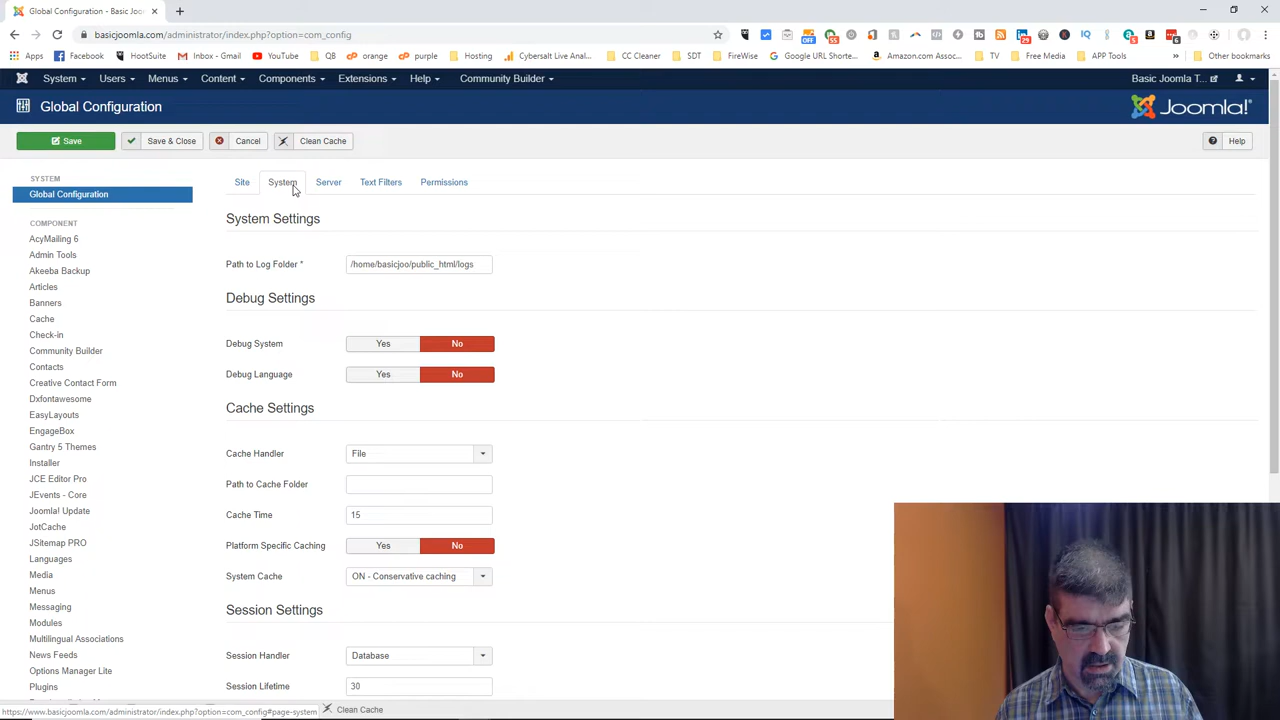 Global Configuration - Basic Joo
basicjoomla.com/administrator/index.php?option=com_config
Apps Facebook HootSuite Inbox - Gmail YouTube QB orange purple Hosting Cybersalt Live Anal... CC Cleaner SDT FireWise Google URL Shorte... Amazon.com Assoc... TV Free Media APP Tools » Other bookmarks
System Users Menus Content Components Extensions Help Community Builder Basic Joomla T...
Global Configuration Joomla!
Save Save & Close Cancel Clean Cache Help
SYSTEM
Global Configuration
COMPONENT
AcyMailing 6
Admin Tools
Akeeba Backup
Articles
Banners
Cache
Check-in
Community Builder
Contacts
Creative Contact Form
Dxfontawesome
EasyLayouts
EngageBox
Gantry 5 Themes
Installer
JCE Editor Pro
JEvents - Core
Joomla! Update
JotCache
JSitemap PRO
Languages
Media
Menus
Messaging
Modules
Multilingual Associations
News Feeds
Options Manager Lite
Plugins
Site System Server Text Filters Permissions
System Settings
Path to Log Folder * /home/basicjoo/public_html/logs
Debug Settings
Debug System Yes No
Debug Language Yes No
Cache Settings
Cache Handler File
Path to Cache Folder
Cache Time 15
Platform Specific Caching Yes No
System Cache ON - Conservative caching
Session Settings
Session Handler Database
Session Lifetime 30
https://www.basicjoomla.com/administrator/index.php?option=com_config#page-system Clean Cache